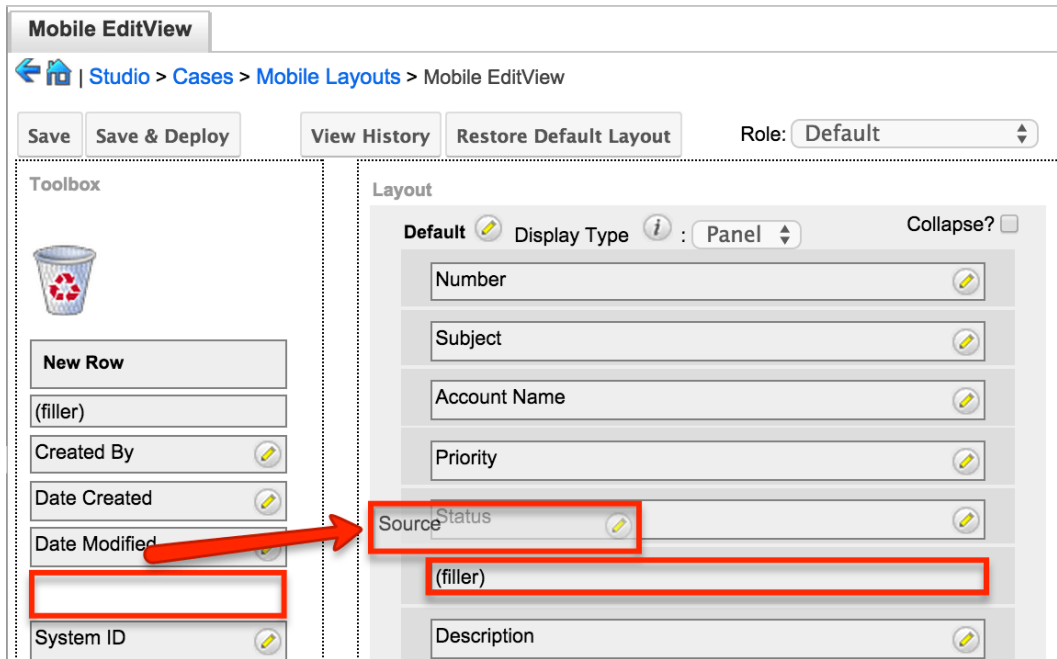 Mobile EditView
| Studio > Cases > Mobile Layouts > Mobile EditView
Save Save & Deploy View History Restore Default Layout Role: Default
Toolbox
New Row
(filler)
Created By
Date Created
Date Modified
System ID
Layout
Default Display Type i : Panel Collapse?
Number
Subject
Account Name
Priority
Source Status
(filler)
Description